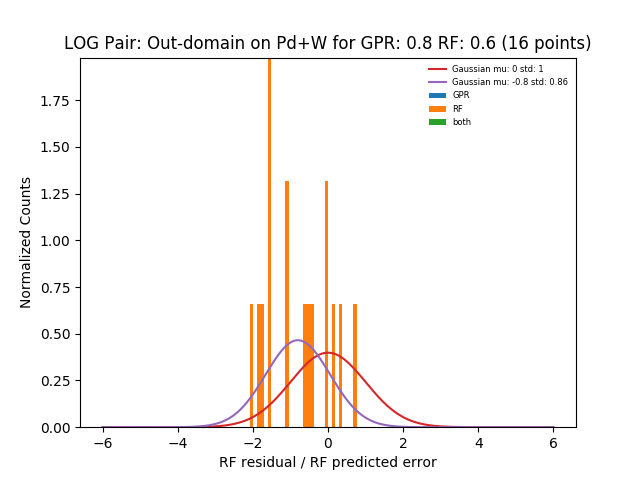 LOG Pair: Out-domain on Pd+W for GPR: 0.8 RF: 0.6 (16 points)
Gaussian mu: 0 std: 1
Gaussian mu: -0.8 std: 0.86
GPR
RF
both
Normalized Counts
1.75
1.50
1.25
1.00
0.75
0.50
0.25
0.00
−6 −4 −2 0 2 4 6
RF residual / RF predicted error